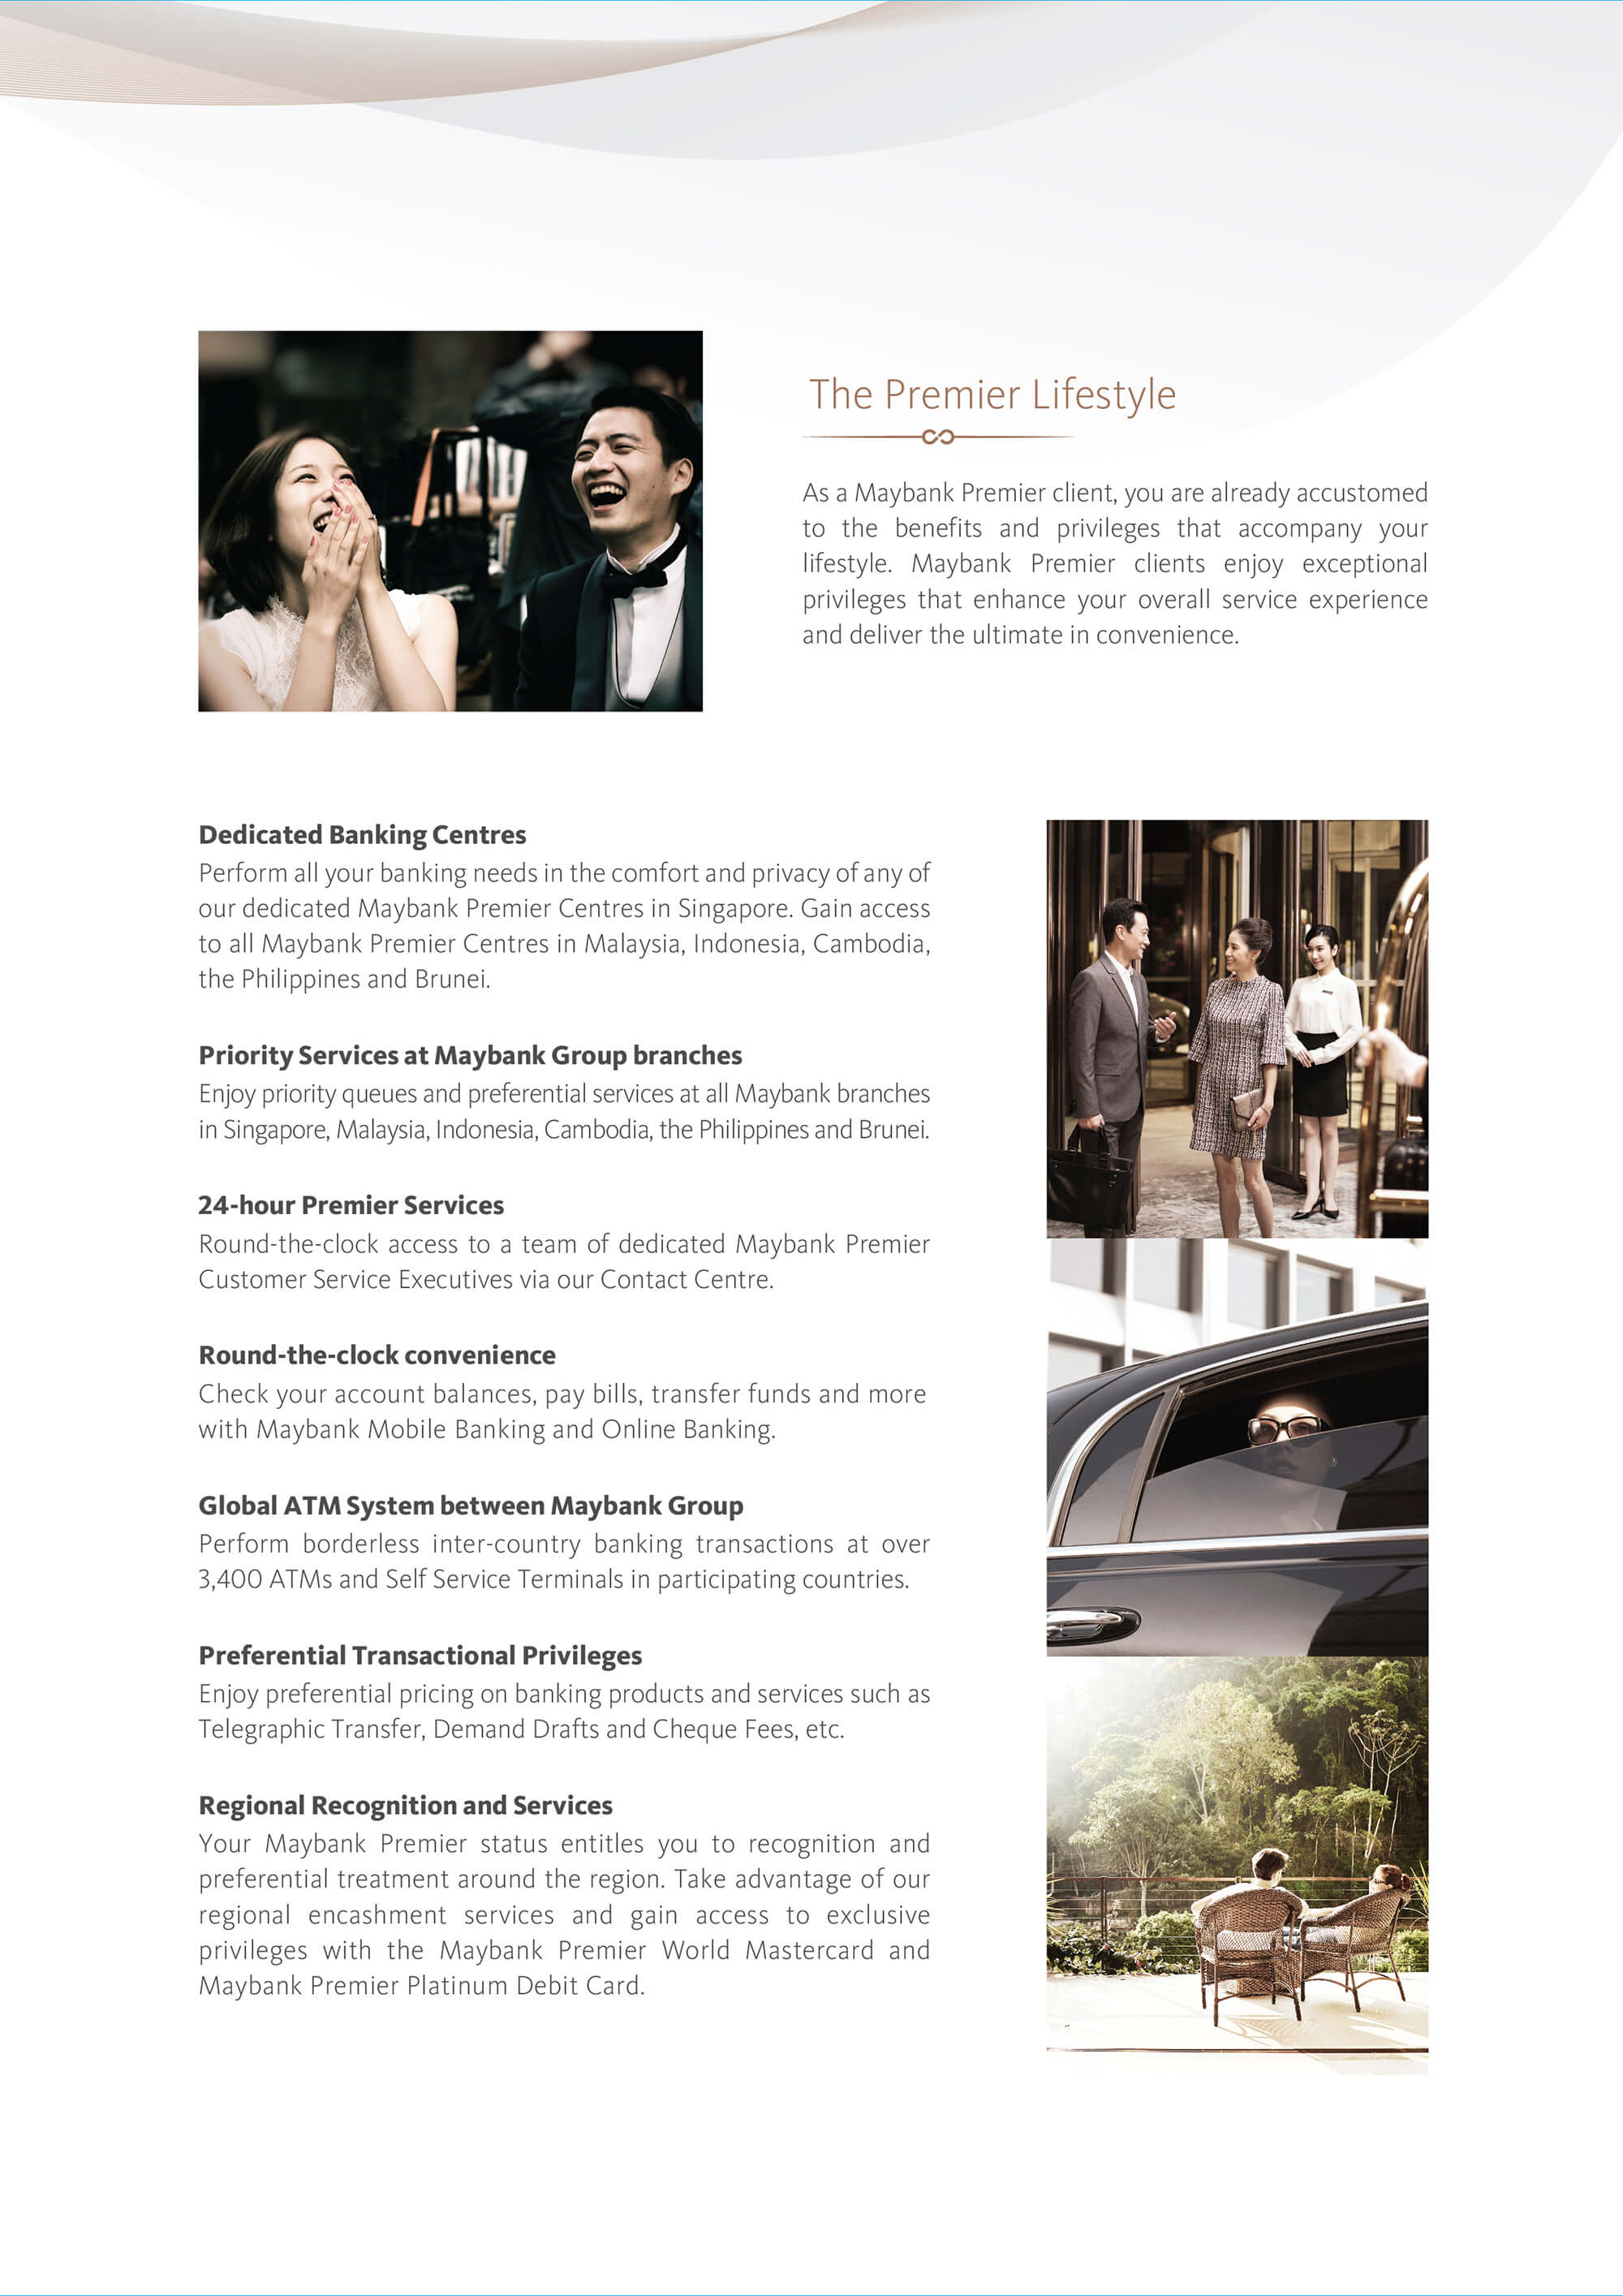 The Premier Lifestyle
As a Maybank Premier client, you are already accustomed
to the benefits and privileges that accompany your
lifestyle. Maybank Premier clients enjoy exceptional
privileges that enhance your overall service experience
and deliver the ultimate in convenience.
Dedicated Banking Centres
Perform all your banking needs in the comfort and privacy of any of
our dedicated Maybank Premier Centres in Singapore. Gain access
to all Maybank Premier Centres in Malaysia, Indonesia, Cambodia,
the Philippines and Brunei.
Priority Services at Maybank Group branches
Enjoy priority queues and preferential services at all Maybank branches
in Singapore, Malaysia, Indonesia, Cambodia, the Philippines and Brunei.
24-hour Premier Services
Round-the-clock access to a team of dedicated Maybank Premier
Customer Service Executives via our Contact Centre.
Round-the-clock convenience
Check your account balances, pay bills, transfer funds and more
with Maybank Mobile Banking and Online Banking.
Global ATM System between Maybank Group
Perform borderless inter-country banking transactions at over
3,400 ATMs and Self Service Terminals in participating countries.
Preferential Transactional Privileges
Enjoy preferential pricing on banking products and services such as
Telegraphic Transfer, Demand Drafts and Cheque Fees, etc.
Regional Recognition and Services
Your Maybank Premier status entitles you to recognition and
preferential treatment around the region. Take advantage of our
regional encashment services and gain access to exclusive
privileges with the Maybank Premier World Mastercard and
Maybank Premier Platinum Debit Card.